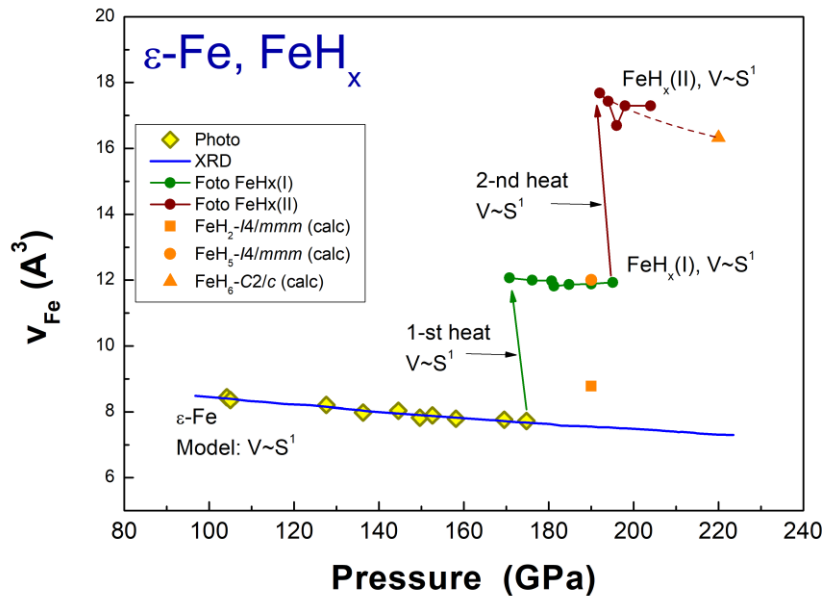 ε-Fe, FeHₓ
Photo
XRD
Foto FeHx(I)
Foto FeHx(II)
FeH₂-I4/mmm (calc)
FeH₅-I4/mmm (calc)
FeH₆-C2/c (calc)
FeHₓ(II), V~S¹
2-nd heat
V~S¹
FeHₓ(I), V~S¹
1-st heat
V~S¹
ε-Fe
Model: V~S¹
20
18
16
14
12
10
8
6
v_Fe (A³)
80 100 120 140 160 180 200 220 240
Pressure (GPa)